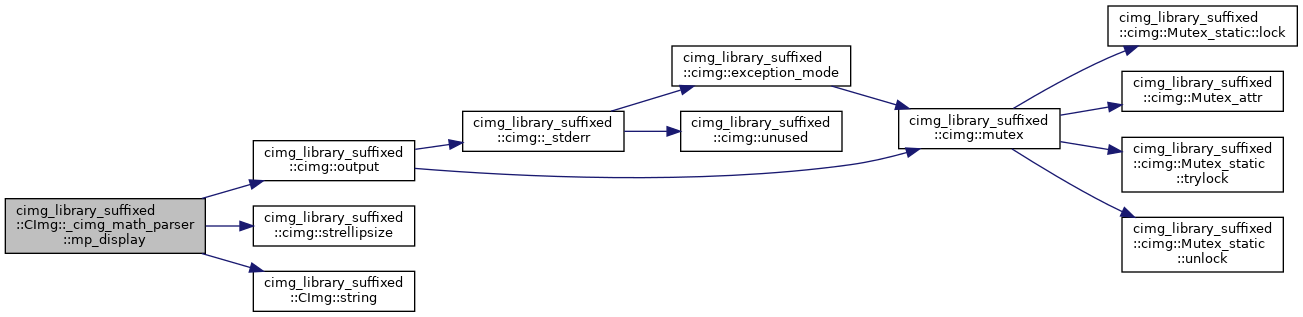 cimg_library_suffixed
::CImg::_cimg_math_parser
::mp_display
cimg_library_suffixed
::cimg::output
cimg_library_suffixed
::cimg::strellipsize
cimg_library_suffixed
::CImg::string
cimg_library_suffixed
::cimg::_stderr
cimg_library_suffixed
::cimg::exception_mode
cimg_library_suffixed
::cimg::unused
cimg_library_suffixed
::cimg::mutex
cimg_library_suffixed
::cimg::Mutex_static::lock
cimg_library_suffixed
::cimg::Mutex_attr
cimg_library_suffixed
::cimg::Mutex_static
::trylock
cimg_library_suffixed
::cimg::Mutex_static
::unlock